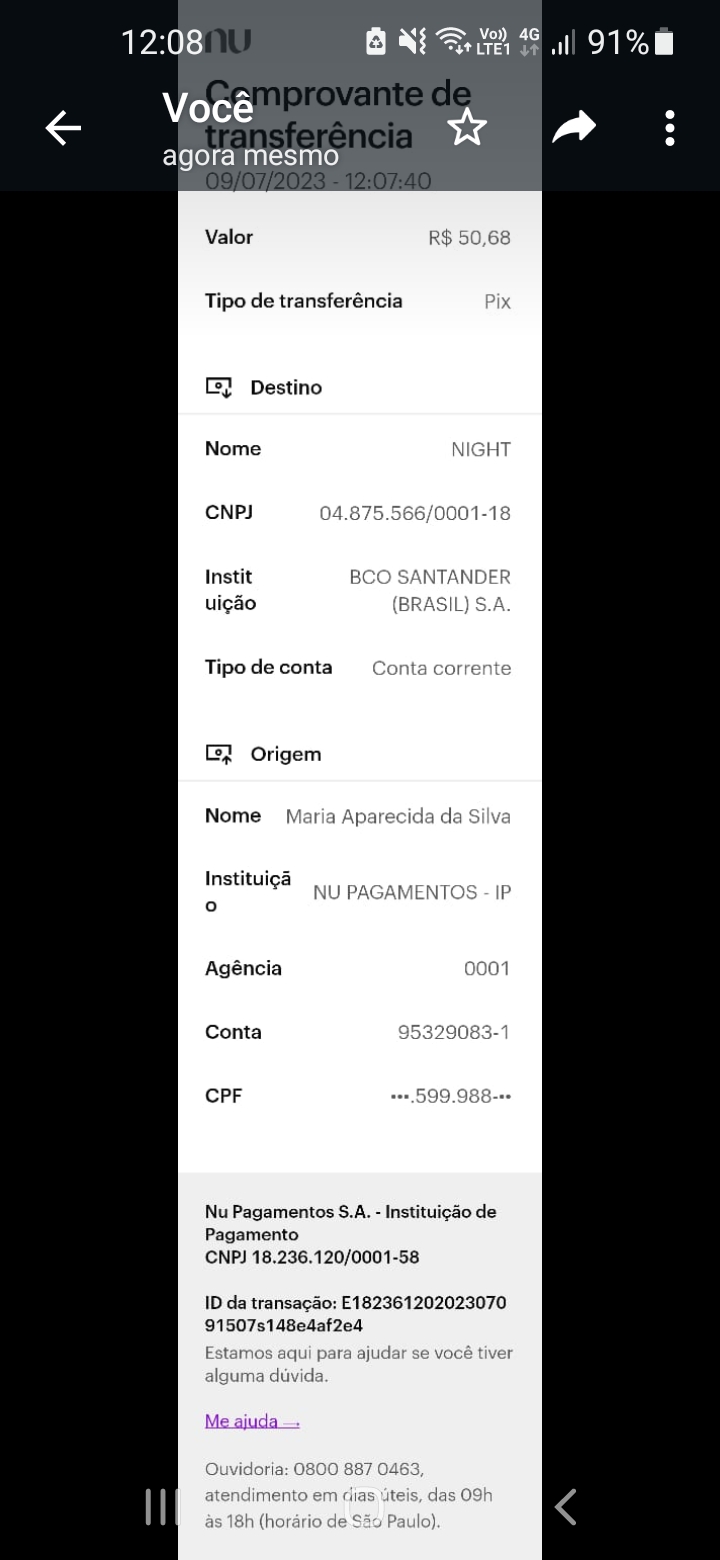 12:08
nu
Vo))
LTE1
4G
91%
Comprovante de
transferência
Você
agora mesmo
09/07/2023 - 12:07:40
Valor R$ 50,68
Tipo de transferência Pix
Destino
Nome NIGHT
CNPJ 04.875.566/0001-18
Instit
uição
BCO SANTANDER
(BRASIL) S.A.
Tipo de conta Conta corrente
Origem
Nome Maria Aparecida da Silva
Instituiçã
o
NU PAGAMENTOS - IP
Agência 0001
Conta 95329083-1
CPF •••.599.988-••
Nu Pagamentos S.A. - Instituição de
Pagamento
CNPJ 18.236.120/0001-58
ID da transação: E182361202023070
91507s148e4af2e4
Estamos aqui para ajudar se você tiver
alguma dúvida.
Me ajuda →
Ouvidoria: 0800 887 0463,
atendimento em dias úteis, das 09h
às 18h (horário de São Paulo).